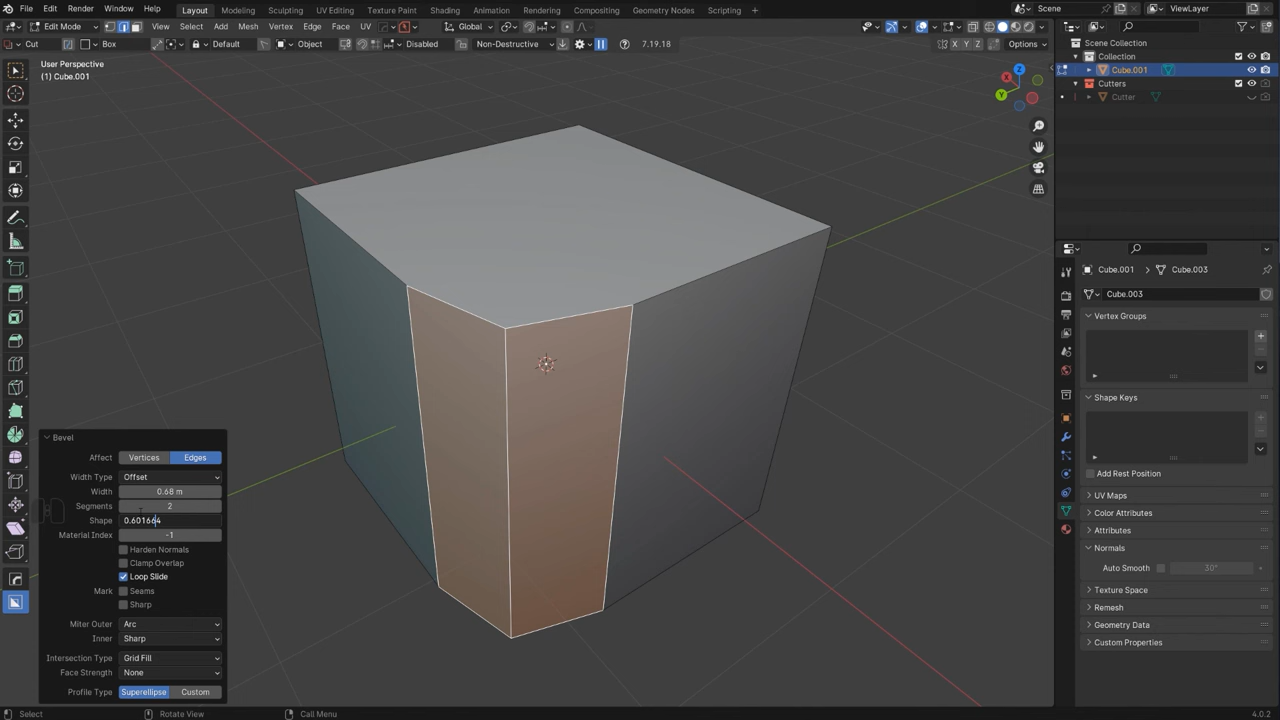 File Edit Render Window Help Layout Modeling Sculpting UV Editing Texture Paint Shading Animation Rendering Compositing Geometry Nodes Scripting Scene ViewLayer
Edit Mode View Select Add Mesh Vertex Edge Face UV Global
Cut Box Default Object Disabled Non-Destructive 7.19.18 X Y Z Options
User Perspective
(1) Cube.001
Z
X
Y
Scene Collection
Collection
Cube.001
Cutters
Cutter
Cube.001 Cube.003
Cube.003
Vertex Groups
Shape Keys
Add Rest Position
UV Maps
Color Attributes
Attributes
Normals
Auto Smooth 30°
Texture Space
Remesh
Geometry Data
Custom Properties
Bevel
Affect Vertices Edges
Width Type Offset
Width 0.68 m
Segments 2
Shape 0.601664
Material Index -1
Harden Normals
Clamp Overlap
Loop Slide
Mark Seams
Sharp
Miter Outer Arc
Inner Sharp
Intersection Type Grid Fill
Face Strength None
Profile Type Superellipse Custom
Select Rotate View Call Menu 4.0.2